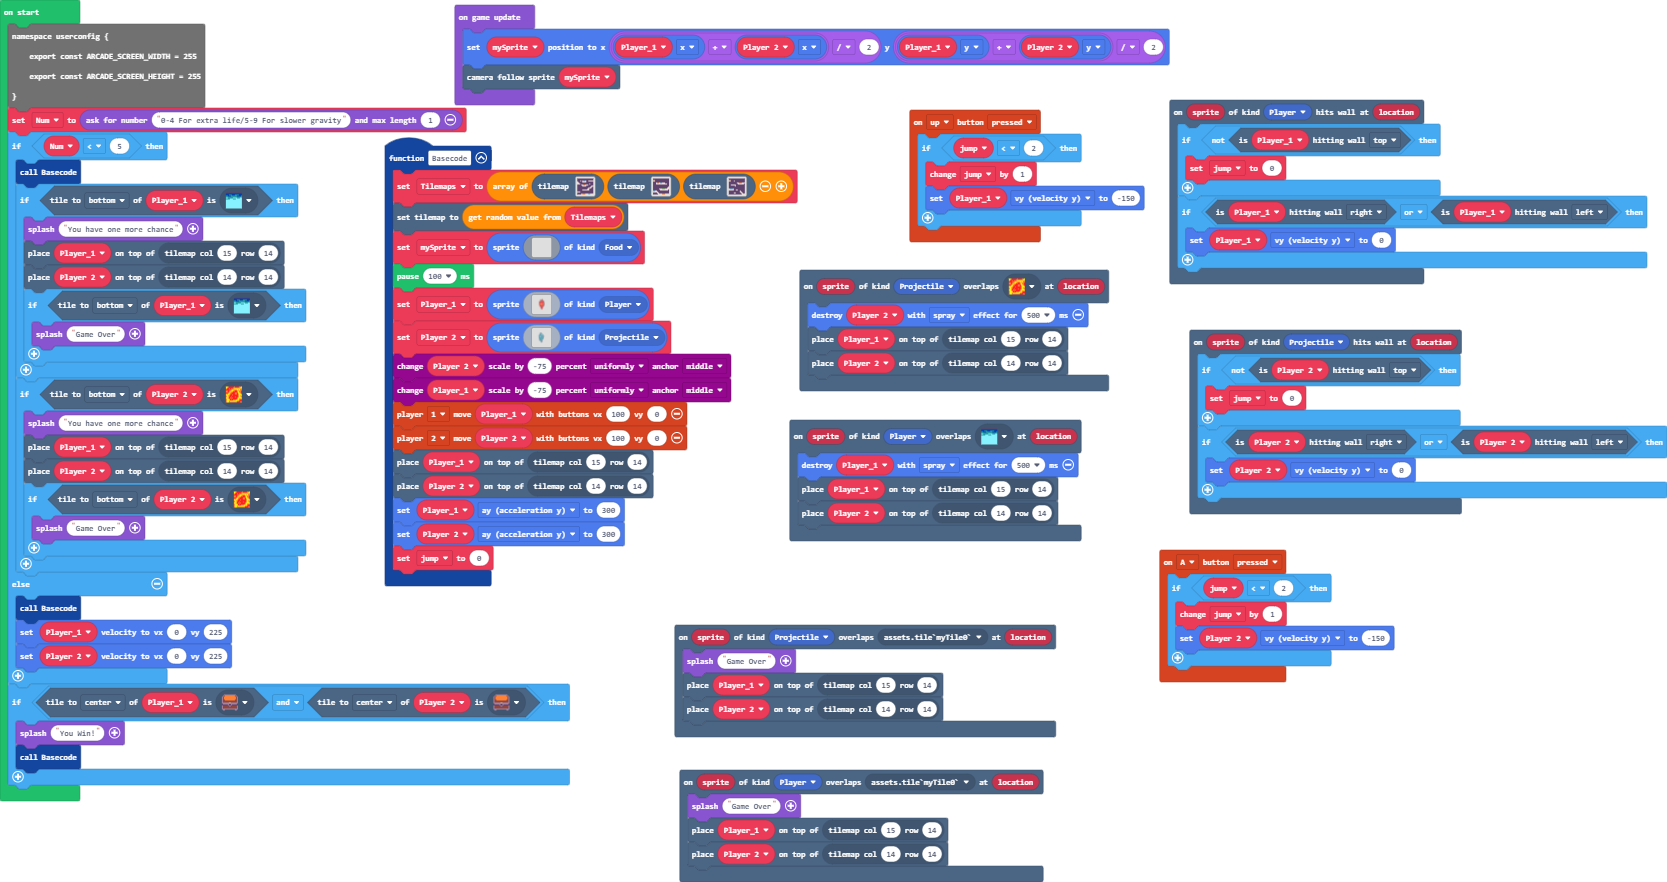 on start
namespace userconfig {
export const ARCADE_SCREEN_WIDTH = 255
export const ARCADE_SCREEN_HEIGHT = 255
}
set Num to ask for number "0-4 For extra life/5-9 For slower gravity" and max length 1
if Num < 5 then
call Basecode
if tile to bottom of Player_1 is then
splash "You have one more chance"
place Player_1 on top of tilemap col 15 row 14
place Player 2 on top of tilemap col 14 row 14
if tile to bottom of Player_1 is then
splash "Game Over"
if tile to bottom of Player 2 is then
splash "You have one more chance"
place Player_1 on top of tilemap col 15 row 14
place Player 2 on top of tilemap col 14 row 14
if tile to bottom of Player 2 is then
splash "Game Over"
else
call Basecode
set Player_1 velocity to vx 0 vy 225
set Player 2 velocity to vx 0 vy 225
if tile to center of Player_1 is and tile to center of Player 2 is then
splash "You Win!"
call Basecode
function Basecode
set Tilemaps to array of tilemap tilemap tilemap
set tilemap to get random value from Tilemaps
set mySprite to sprite of kind Food
pause 100 ms
set Player_1 to sprite of kind Player
set Player 2 to sprite of kind Projectile
change Player 2 scale by -75 percent uniformly anchor middle
change Player_1 scale by -75 percent uniformly anchor middle
player 1 move Player_1 with buttons vx 100 vy 0
player 2 move Player 2 with buttons vx 100 vy 0
place Player_1 on top of tilemap col 15 row 14
place Player 2 on top of tilemap col 14 row 14
set Player_1 ay (acceleration y) to 300
set Player 2 ay (acceleration y) to 300
set jump to 0
on game update
set mySprite position to x Player_1 x + Player 2 x / 2 y Player_1 y + Player 2 y / 2
camera follow sprite mySprite
on up button pressed
if jump < 2 then
change jump by 1
set Player_1 vy (velocity y) to -150
on sprite of kind Projectile overlaps at location
destroy Player 2 with spray effect for 500 ms
place Player_1 on top of tilemap col 15 row 14
place Player 2 on top of tilemap col 14 row 14
on sprite of kind Player overlaps at location
destroy Player_1 with spray effect for 500 ms
place Player_1 on top of tilemap col 15 row 14
place Player 2 on top of tilemap col 14 row 14
on sprite of kind Projectile overlaps assets.tile`myTile0` at location
splash "Game Over"
place Player_1 on top of tilemap col 15 row 14
place Player 2 on top of tilemap col 14 row 14
on sprite of kind Player overlaps assets.tile`myTile0` at location
splash "Game Over"
place Player_1 on top of tilemap col 15 row 14
place Player 2 on top of tilemap col 14 row 14
on sprite of kind Player hits wall at location
if not is Player_1 hitting wall top then
set jump to 0
if is Player_1 hitting wall right or is Player_1 hitting wall left then
set Player_1 vy (velocity y) to 0
on sprite of kind Projectile hits wall at location
if not is Player 2 hitting wall top then
set jump to 0
if is Player 2 hitting wall right or is Player 2 hitting wall left then
set Player 2 vy (velocity y) to 0
on A button pressed
if jump < 2 then
change jump by 1
set Player 2 vy (velocity y) to -150